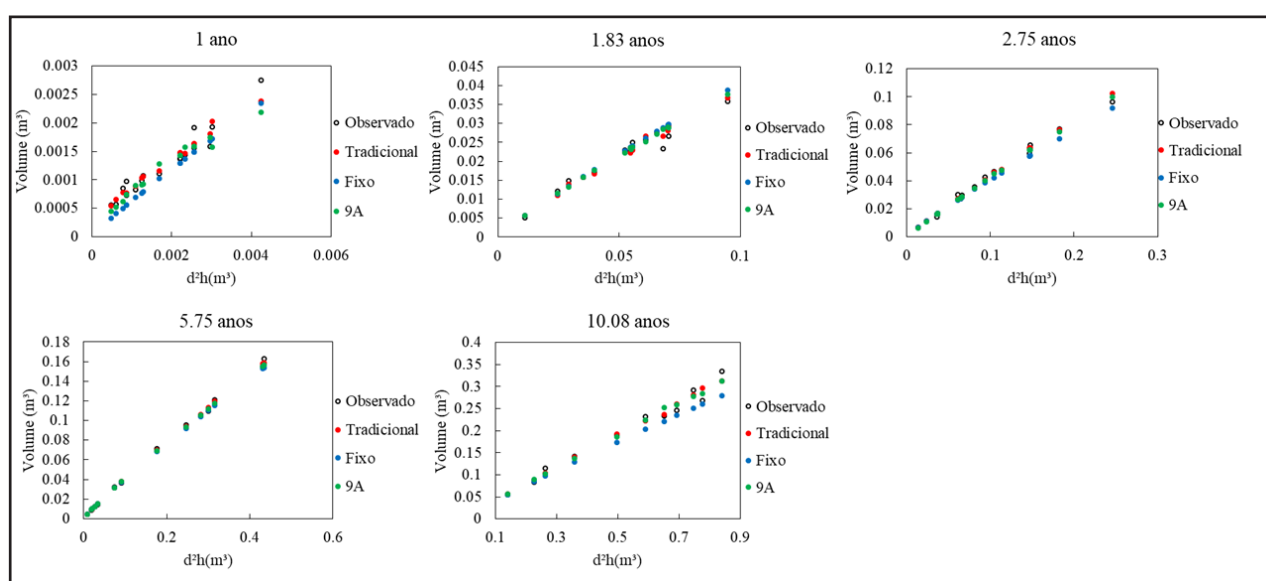 1 ano
0.003
0.0025
0.002
0.0015
0.001
0.0005
0
0
0.002
0.004
0.006
Volume (m³)
d²h(m³)
Observado
Tradicional
Fixo
9A
1.83 anos
0.045
0.04
0.035
0.03
0.025
0.02
0.015
0.01
0.005
0
0
0.05
0.1
Volume (m³)
d²h(m³)
Observado
Tradicional
Fixo
9A
2.75 anos
0.12
0.1
0.08
0.06
0.04
0.02
0
0
0.1
0.2
0.3
Volume (m³)
d²h(m³)
Observado
Tradicional
Fixo
9A
5.75 anos
0.18
0.16
0.14
0.12
0.1
0.08
0.06
0.04
0.02
0
0
0.2
0.4
0.6
Volume (m³)
d²h(m³)
Observado
Tradicional
Fixo
9A
10.08 anos
0.4
0.35
0.3
0.25
0.2
0.15
0.1
0.05
0
0.1
0.3
0.5
0.7
0.9
Volume (m³)
d²h(m³)
Observado
Tradicional
Fixo
9A